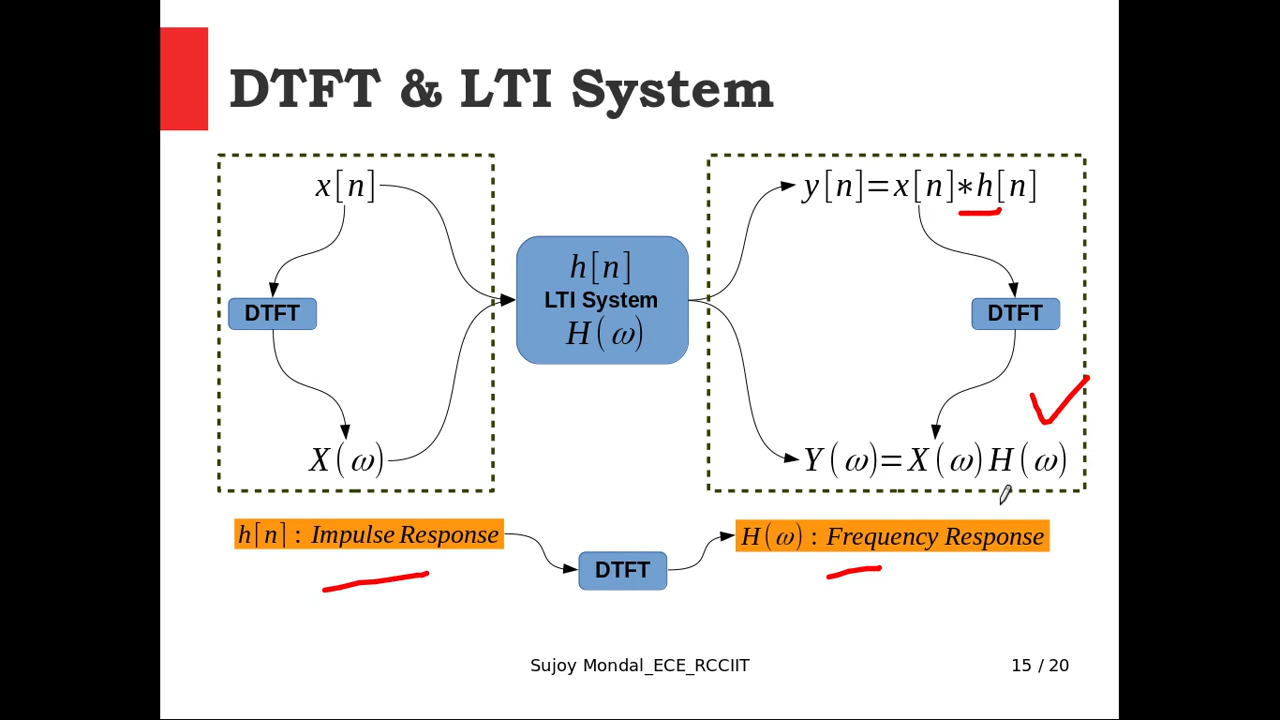 DTFT & LTI System
x[n]
DTFT
X(ω)
h[n]
LTI System
H(ω)
y[n]=x[n]∗h[n]
DTFT
Y(ω)=X(ω)H(ω)
h[n]: Impulse Response
DTFT
H(ω): Frequency Response
Sujoy Mondal_ECE_RCCIIT
15 / 20